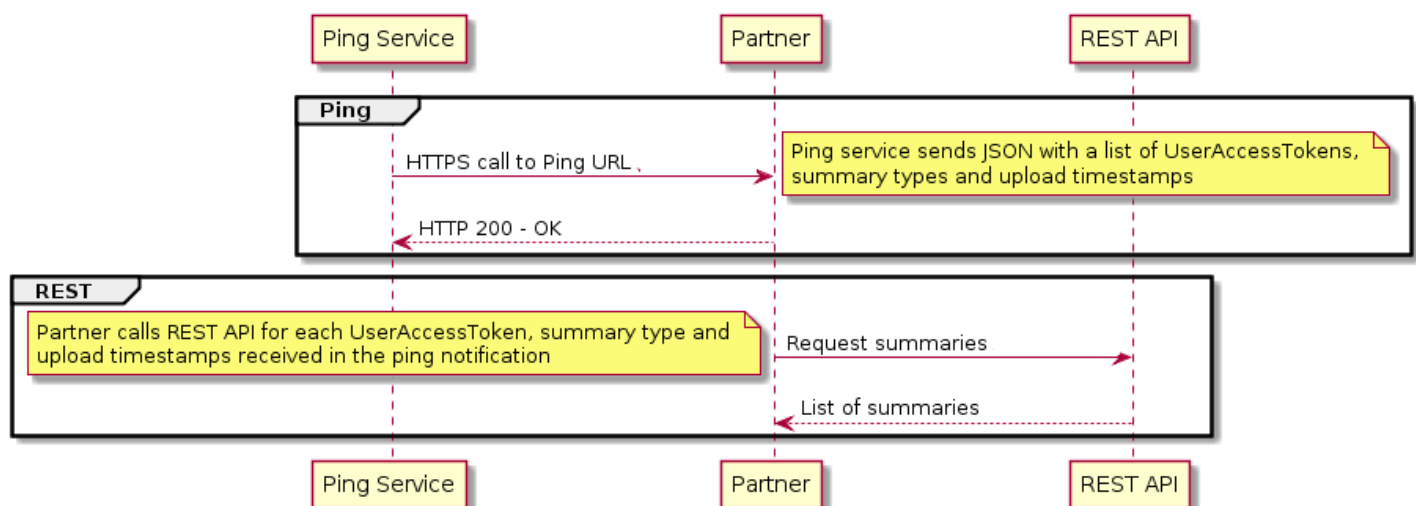 Ping Service
Partner
REST API
Ping
HTTPS call to Ping URL
Ping service sends JSON with a list of UserAccessTokens,
summary types and upload timestamps
HTTP 200 - OK
REST
Partner calls REST API for each UserAccessToken, summary type and
upload timestamps received in the ping notification
Request summaries
List of summaries
Ping Service
Partner
REST API